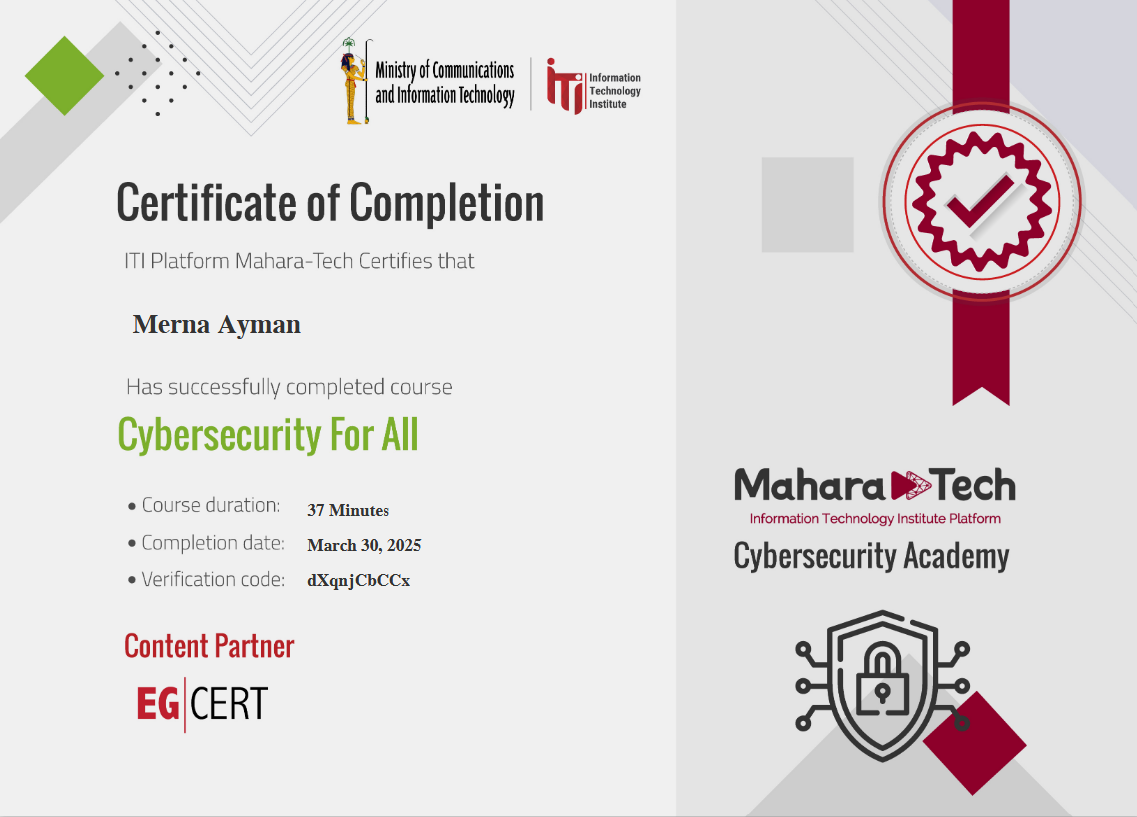 Ministry of Communications
and Information Technology
iTi
Information
Technology
Institute
Certificate of Completion
ITI Platform Mahara-Tech Certifies that
Merna Ayman
Has successfully completed course
Cybersecurity For All
• Course duration: 37 Minutes
• Completion date: March 30, 2025
• Verification code: dXqnjCbCCx
Content Partner
EG|CERT
Mahara Tech
Information Technology Institute Platform
Cybersecurity Academy